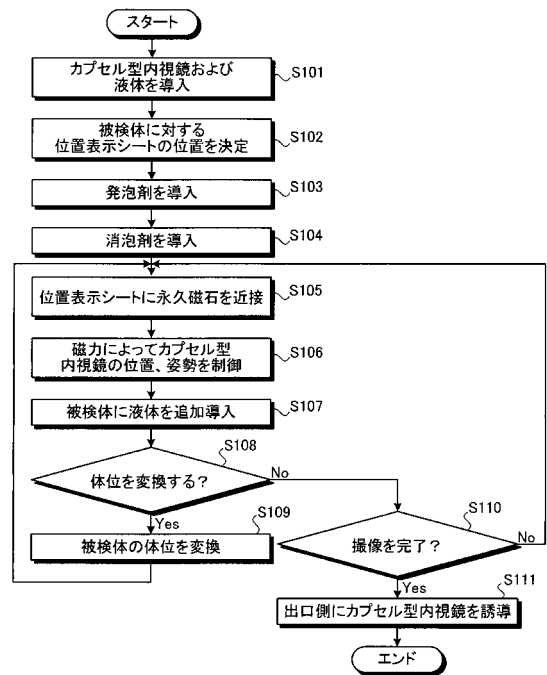 スタート
カプセル型内視鏡および
液体を導入
S101
被検体に対する
位置表示シートの位置を決定
S102
発泡剤を導入
S103
消泡剤を導入
S104
位置表示シートに永久磁石を近接
S105
磁力によってカプセル型
内視鏡の位置、姿勢を制御
S106
被検体に液体を追加導入
S107
体位を変換する？
S108
No
Yes
被検体の体位を変換
S109
撮像を完了？
S110
No
Yes
出口側にカプセル型内視鏡を誘導
S111
エンド